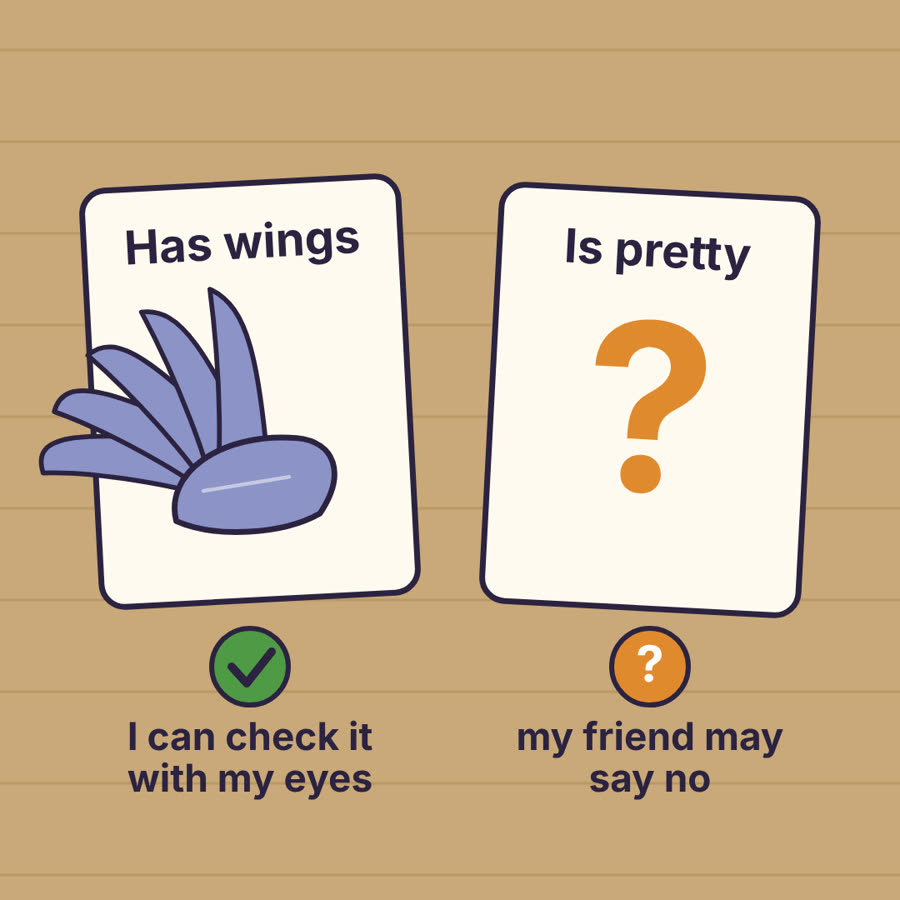 Has wings
Is pretty
?
?
I can check it
with my eyes
my friend may
say no